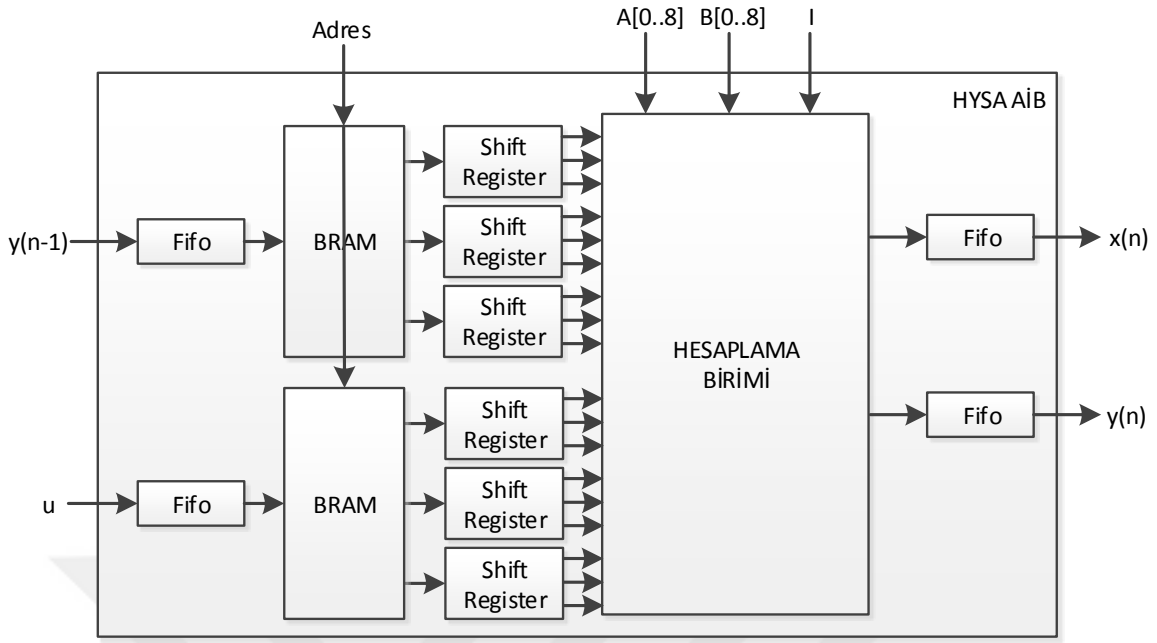 A[0..8] B[0..8] I
Adres
HYSA AİB
Shift
Register
y(n-1)
Fifo
BRAM
Shift
Register
Fifo
x(n)
Shift
Register
HESAPLAMA
BİRİMİ
Shift
Register
Fifo
y(n)
u
Fifo
BRAM
Shift
Register
Shift
Register